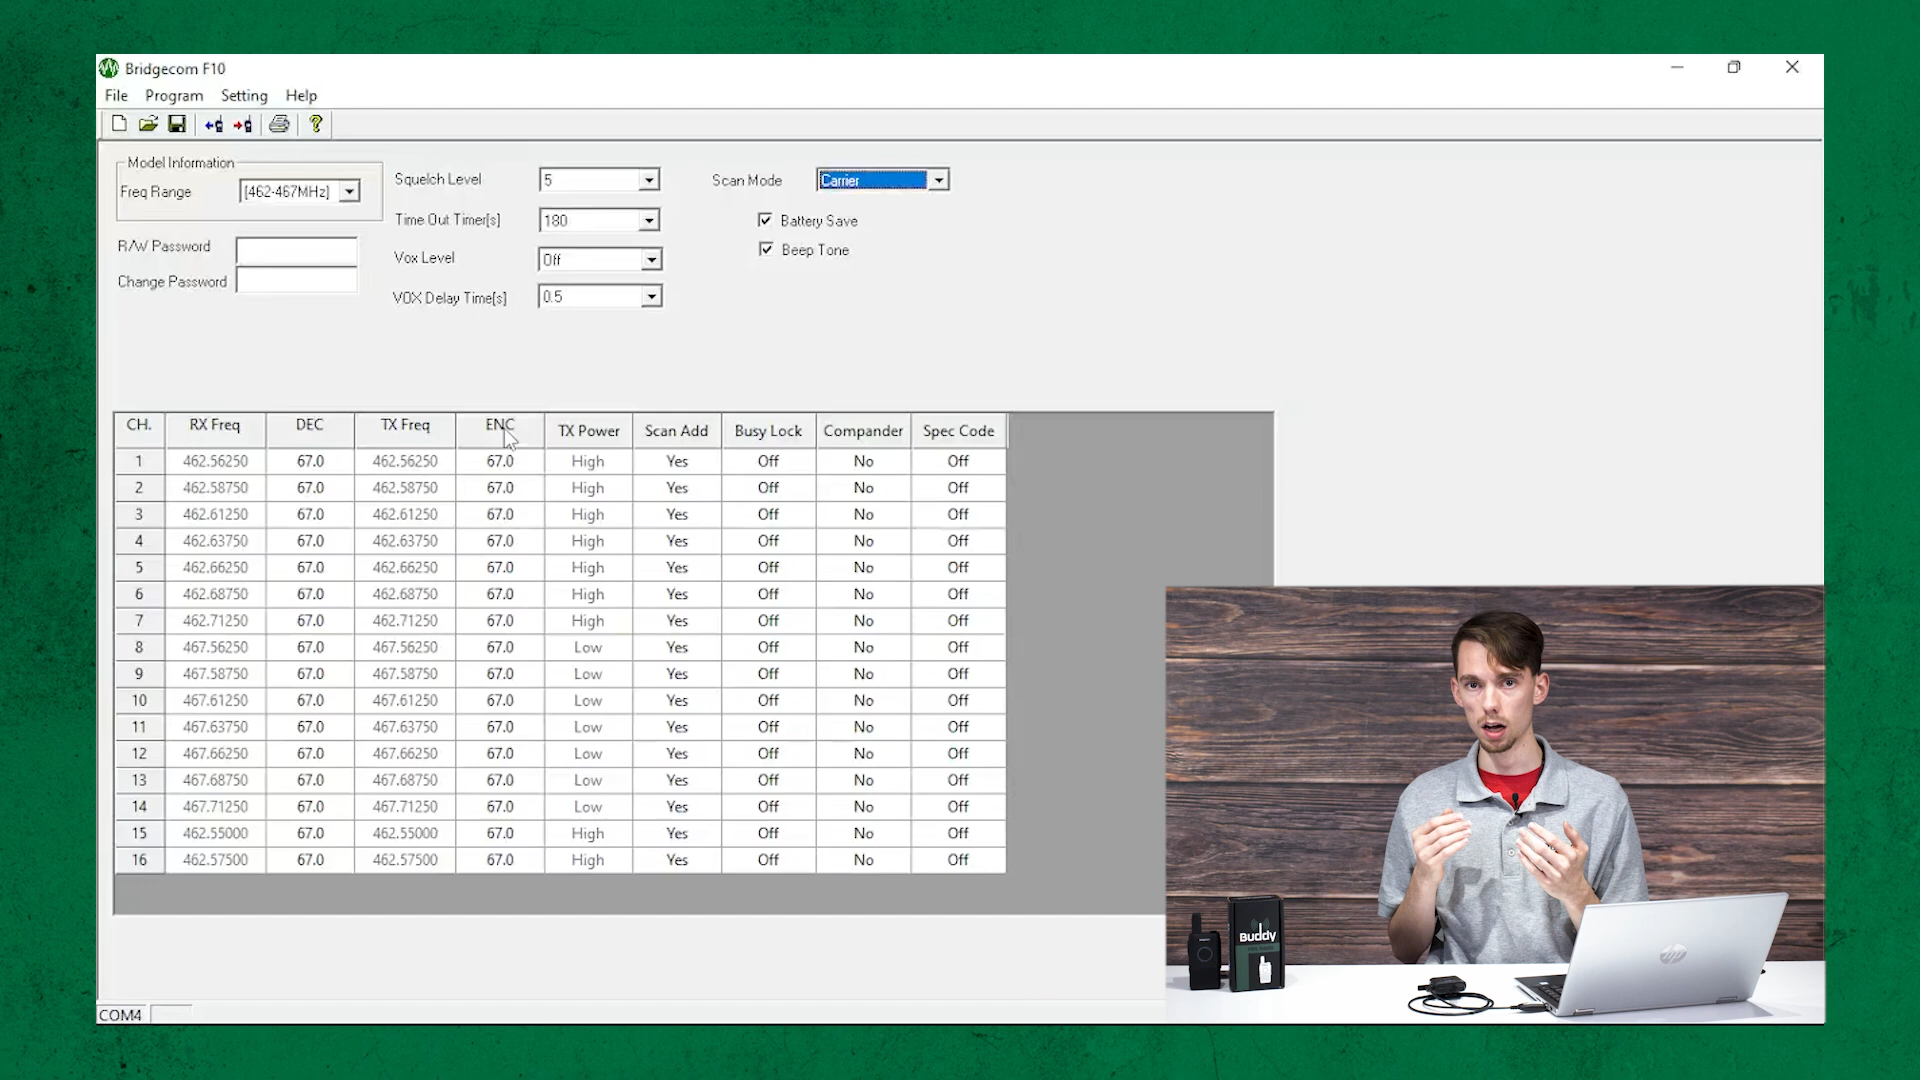 Bridgecom F10
File Program Setting Help
Model Information
Freq Range [462-467MHz]
R/W Password
Change Password
Squelch Level 5
Time Out Timer[s] 180
Vox Level Off
VOX Delay Time[s] 0.5
Scan Mode Carrier
Battery Save
Beep Tone
CH. RX Freq DEC TX Freq ENC TX Power Scan Add Busy Lock Compander Spec Code
1 462.56250 67.0 462.56250 67.0 High Yes Off No Off
2 462.58750 67.0 462.58750 67.0 High Yes Off No Off
3 462.61250 67.0 462.61250 67.0 High Yes Off No Off
4 462.63750 67.0 462.63750 67.0 High Yes Off No Off
5 462.66250 67.0 462.66250 67.0 High Yes Off No Off
6 462.68750 67.0 462.68750 67.0 High Yes Off No Off
7 462.71250 67.0 462.71250 67.0 High Yes Off No Off
8 467.56250 67.0 467.56250 67.0 Low Yes Off No Off
9 467.58750 67.0 467.58750 67.0 Low Yes Off No Off
10 467.61250 67.0 467.61250 67.0 Low Yes Off No Off
11 467.63750 67.0 467.63750 67.0 Low Yes Off No Off
12 467.66250 67.0 467.66250 67.0 Low Yes Off No Off
13 467.68750 67.0 467.68750 67.0 Low Yes Off No Off
14 467.71250 67.0 467.71250 67.0 Low Yes Off No Off
15 462.55000 67.0 462.55000 67.0 High Yes Off No Off
16 462.57500 67.0 462.57500 67.0 High Yes Off No Off
Buddy
hp
COM4